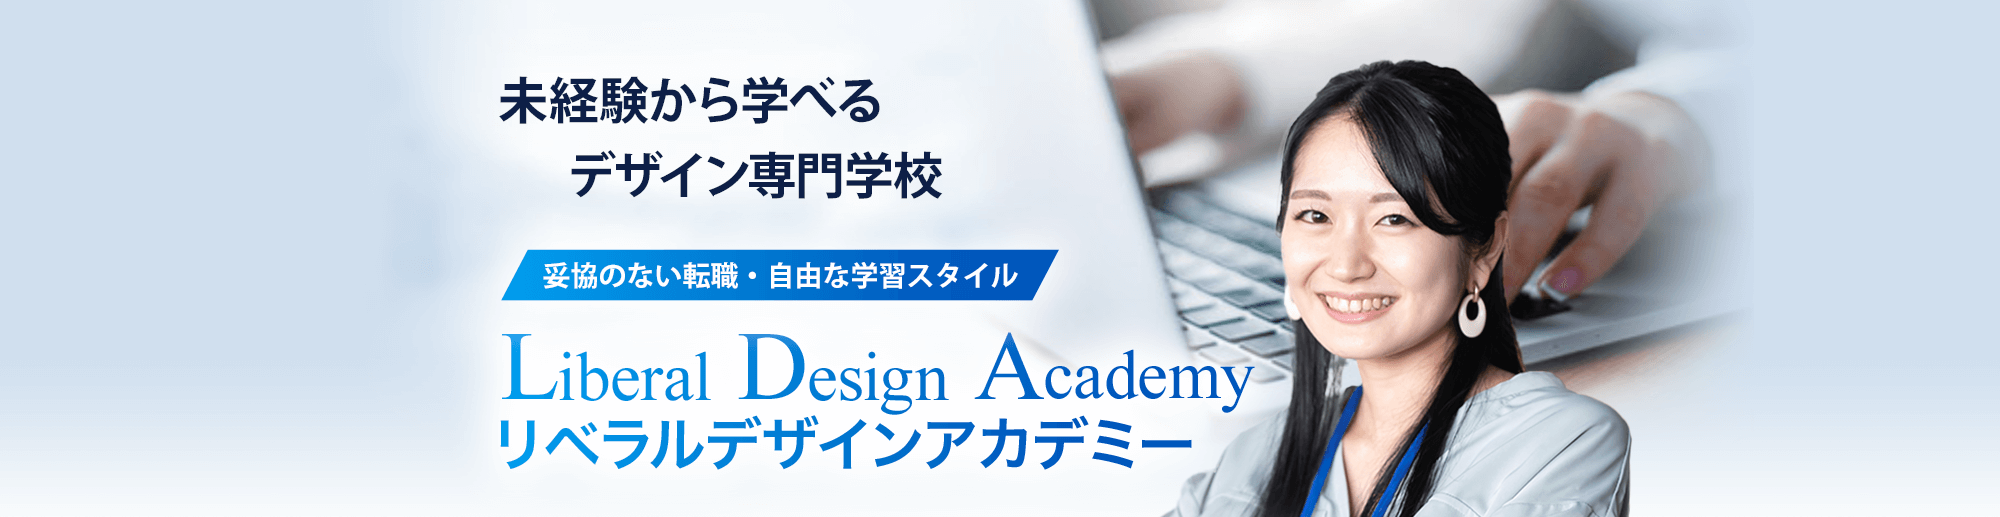 未経験から学べる
デザイン専門学校
妥協のない転職・自由な学習スタイル
Liberal Design Academy
リベラルデザインアカデミー